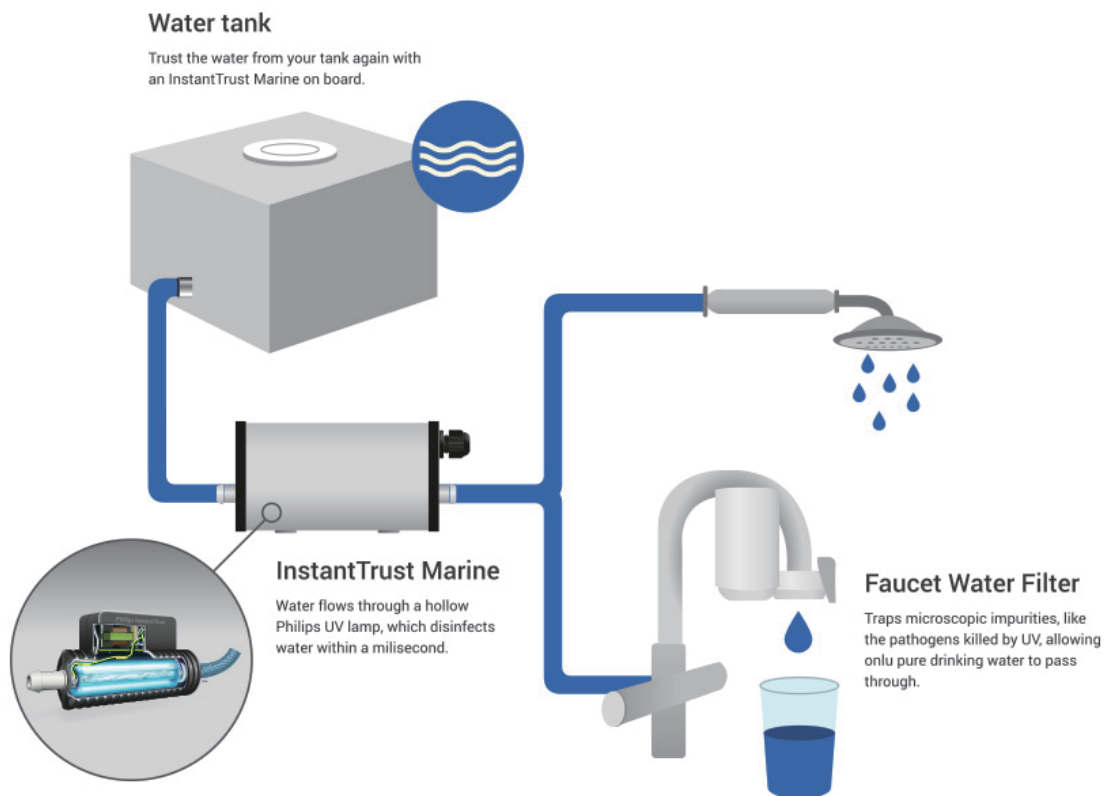 Water tank
Trust the water from your tank again with
an InstantTrust Marine on board.
InstantTrust Marine
Water flows through a hollow
Philips UV lamp, which disinfects
water within a milisecond.
Philips InstantTrust
Faucet Water Filter
Traps microscopic impurities, like
the pathogens killed by UV, allowing
onlu pure drinking water to pass
through.